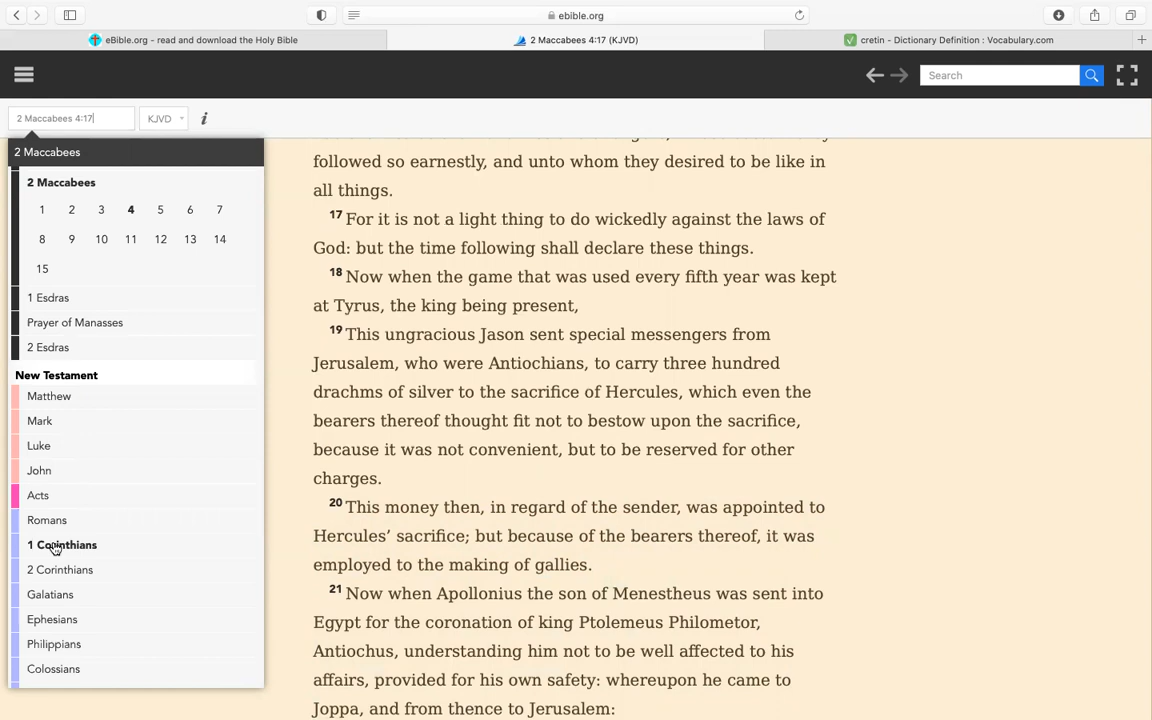 ebible.org
eBible.org - read and download the Holy Bible
2 Maccabees 4:17 (KJVD)
cretin - Dictionary Definition : Vocabulary.com
Search
2 Maccabees 4:17
KJVD
i
2 Maccabees
2 Maccabees
1 2 3 4 5 6 7
8 9 10 11 12 13 14
15
1 Esdras
Prayer of Manasses
2 Esdras
New Testament
Matthew
Mark
Luke
John
Acts
Romans
1 Corinthians
2 Corinthians
Galatians
Ephesians
Philippians
Colossians
followed so earnestly, and unto whom they desired to be like in
all things.
17 For it is not a light thing to do wickedly against the laws of
God: but the time following shall declare these things.
18 Now when the game that was used every fifth year was kept
at Tyrus, the king being present,
19 This ungracious Jason sent special messengers from
Jerusalem, who were Antiochians, to carry three hundred
drachms of silver to the sacrifice of Hercules, which even the
bearers thereof thought fit not to bestow upon the sacrifice,
because it was not convenient, but to be reserved for other
charges.
20 This money then, in regard of the sender, was appointed to
Hercules’ sacrifice; but because of the bearers thereof, it was
employed to the making of gallies.
21 Now when Apollonius the son of Menestheus was sent into
Egypt for the coronation of king Ptolemeus Philometor,
Antiochus, understanding him not to be well affected to his
affairs, provided for his own safety: whereupon he came to
Joppa, and from thence to Jerusalem: